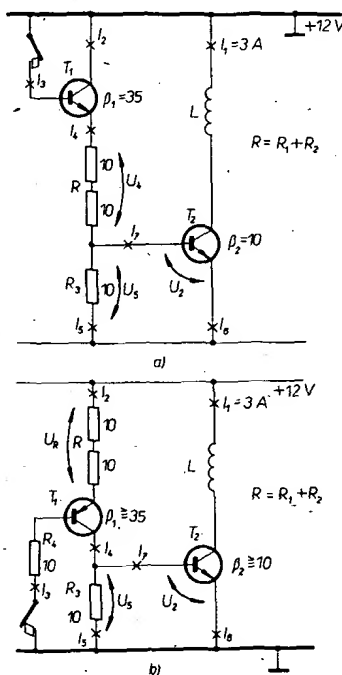 +12 V
I₂
I₁=3 A
I₃
T₁
β₁=35
L
I₄
10
R
U₄
R = R₁+R₂
10
T₂
I₇
β₂=10
R₃
10
U₅
U₂
I₅
I₆
a)
+12 V
I₂
I₁=3 A
10
U_R
R
10
L
R = R₁+R₂
T₁
β₁≧35
R₄
I₄
T₂
10
I₇
β₂≧10
I₃
R₃
10
U₅
U₂
I₅
I₆
b)